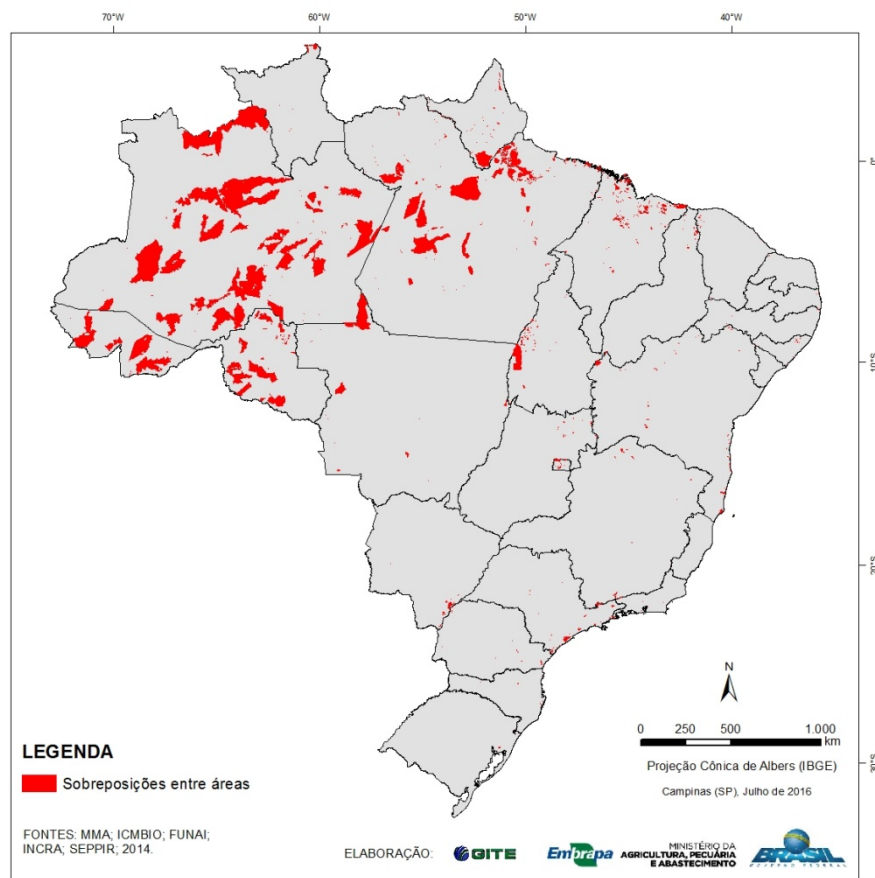 70°W 60°W 50°W 40°W
10°S
20°S
30°S
N
0 250 500 1.000
km
Projeção Cônica de Albers (IBGE)
Campinas (SP), Julho de 2016
LEGENDA
Sobreposições entre áreas
FONTES: MMA; ICMBIO; FUNAI;
INCRA; SEPPIR; 2014.
ELABORAÇÃO:
GITE
Embrapa
MINISTÉRIO DA
AGRICULTURA, PECUÁRIA
E ABASTECIMENTO
BRASIL
GOVERNO FEDERAL